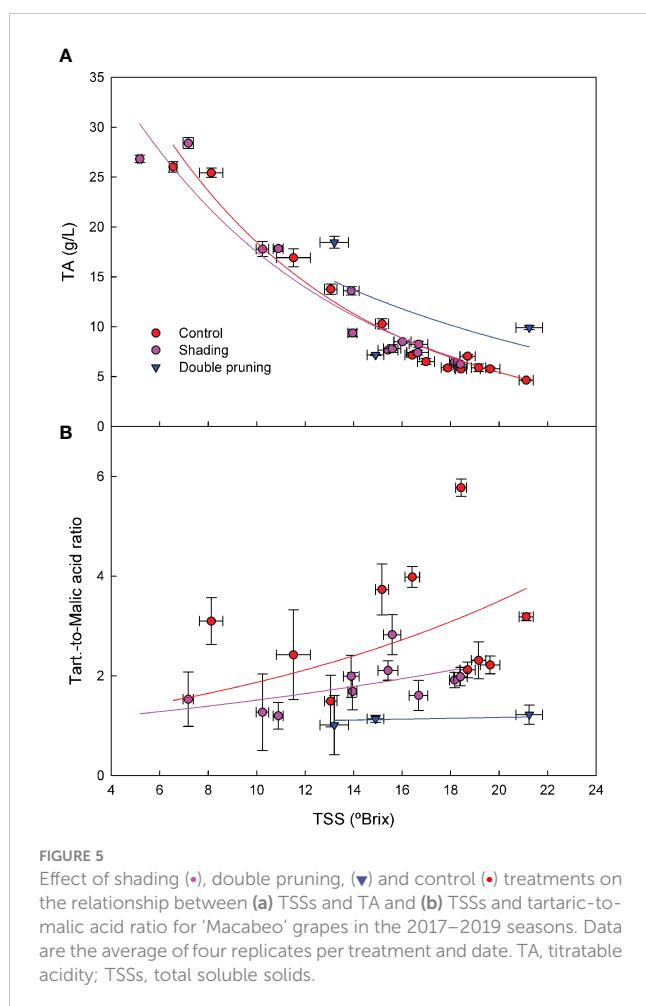 A
35
30
25
20
15
10
5
0
TA (g/L)
Control
Shading
Double pruning
B
6
4
2
0
Tart.-to-Malic acid ratio
4 6 8 10 12 14 16 18 20 22 24
TSS (ºBrix)
FIGURE 5
Effect of shading (•), double pruning, (▼) and control (•) treatments on
the relationship between (a) TSSs and TA and (b) TSSs and tartaric-to-
malic acid ratio for ‘Macabeo’ grapes in the 2017–2019 seasons. Data
are the average of four replicates per treatment and date. TA, titratable
acidity; TSSs, total soluble solids.